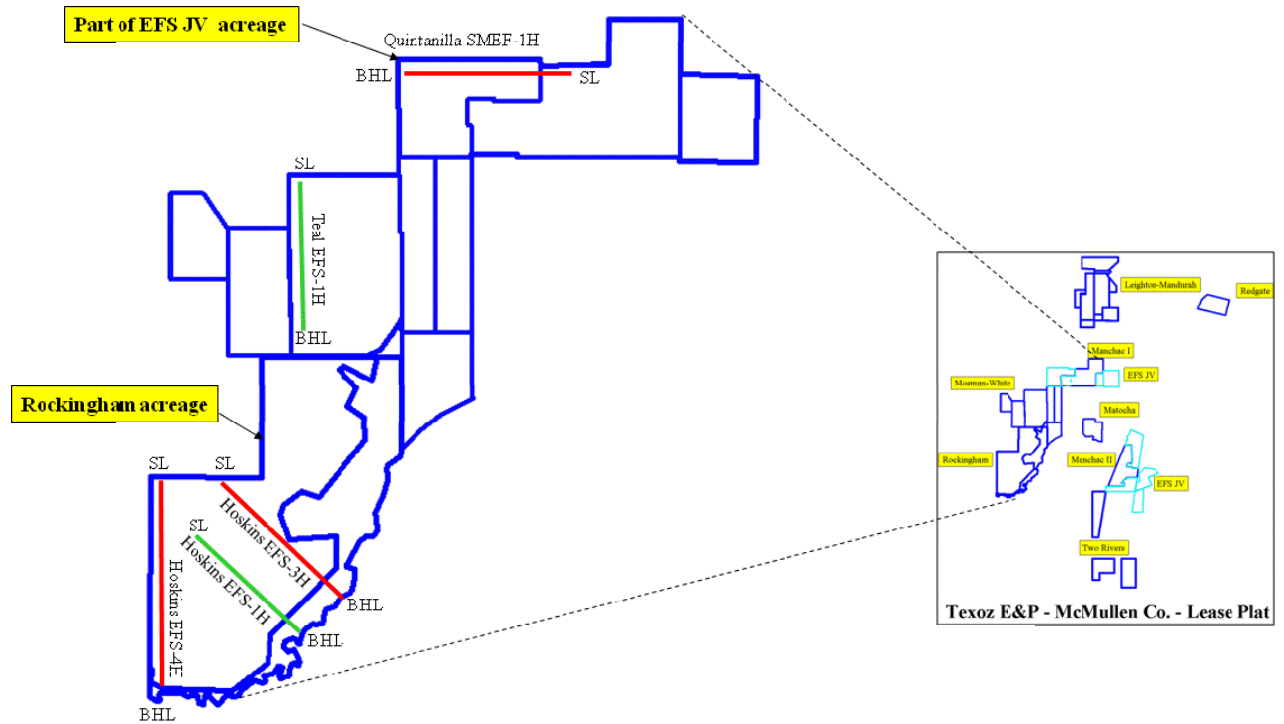 Part of EFS JV acreage
Quintanilla SMEF-1H
BHL
SL
SL
Teal EFS-1H
BHL
Rockingham acreage
SL
SL
Hoskins EFS-3H
SL
Hoskins EFS-1H
Hoskins EFS-4H
BHL
BHL
BHL
Leighton-Mandurah
Redgate
Manchac I
EFS JV
Mosman-White
Matocha
Rockingham
Manchac II
EFS JV
Two Rivers
Texoz E&P - McMullen Co. - Lease Plat